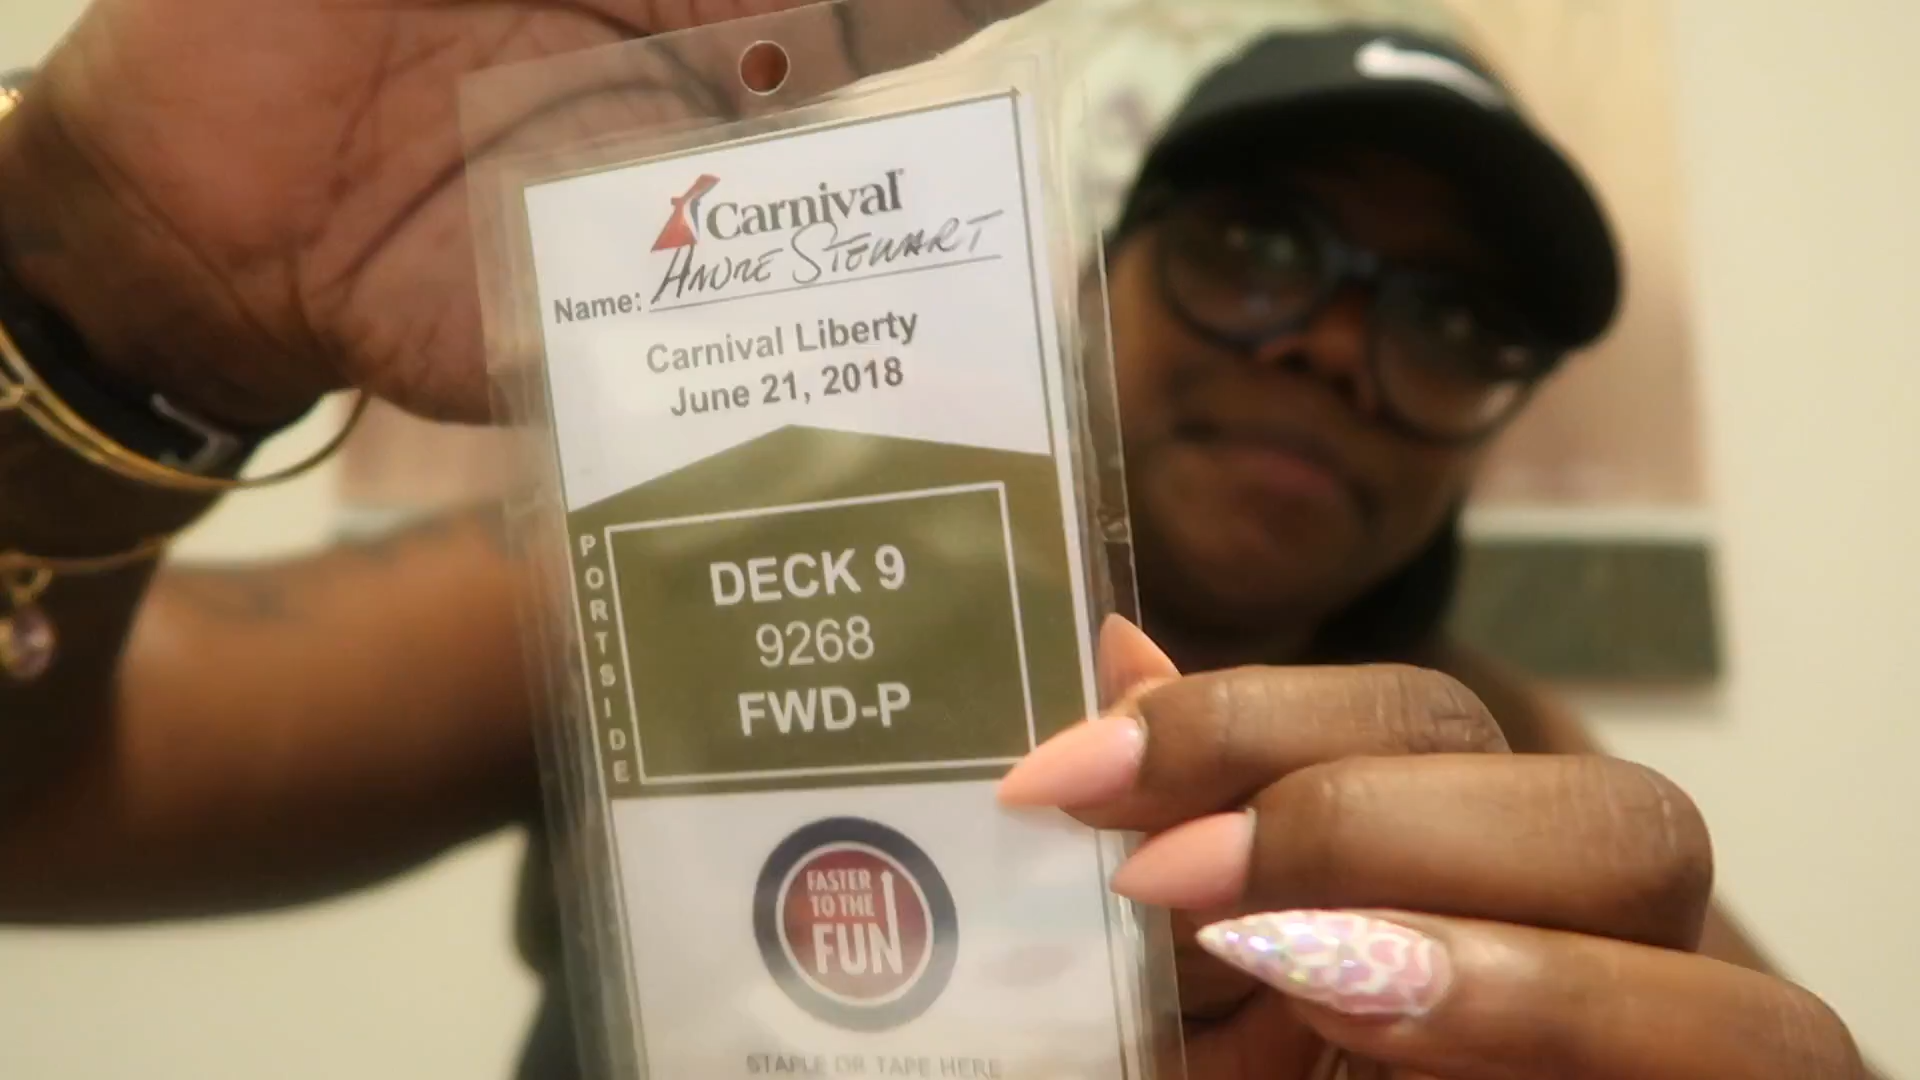 Carnival
Name: ANDRE STEWART
Carnival Liberty
June 21, 2018
PORTSIDE
DECK 9
9268
FWD-P
FASTER
TO THE
FUN
STAPLE OR TAPE HERE